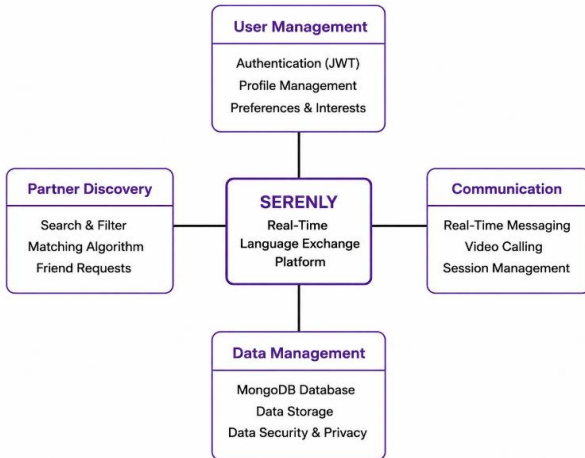 User Management
Authentication (JWT)
Profile Management
Preferences & Interests
Partner Discovery
Search & Filter
Matching Algorithm
Friend Requests
SERENLY
Real-Time
Language Exchange
Platform
Communication
Real-Time Messaging
Video Calling
Session Management
Data Management
MongoDB Database
Data Storage
Data Security & Privacy